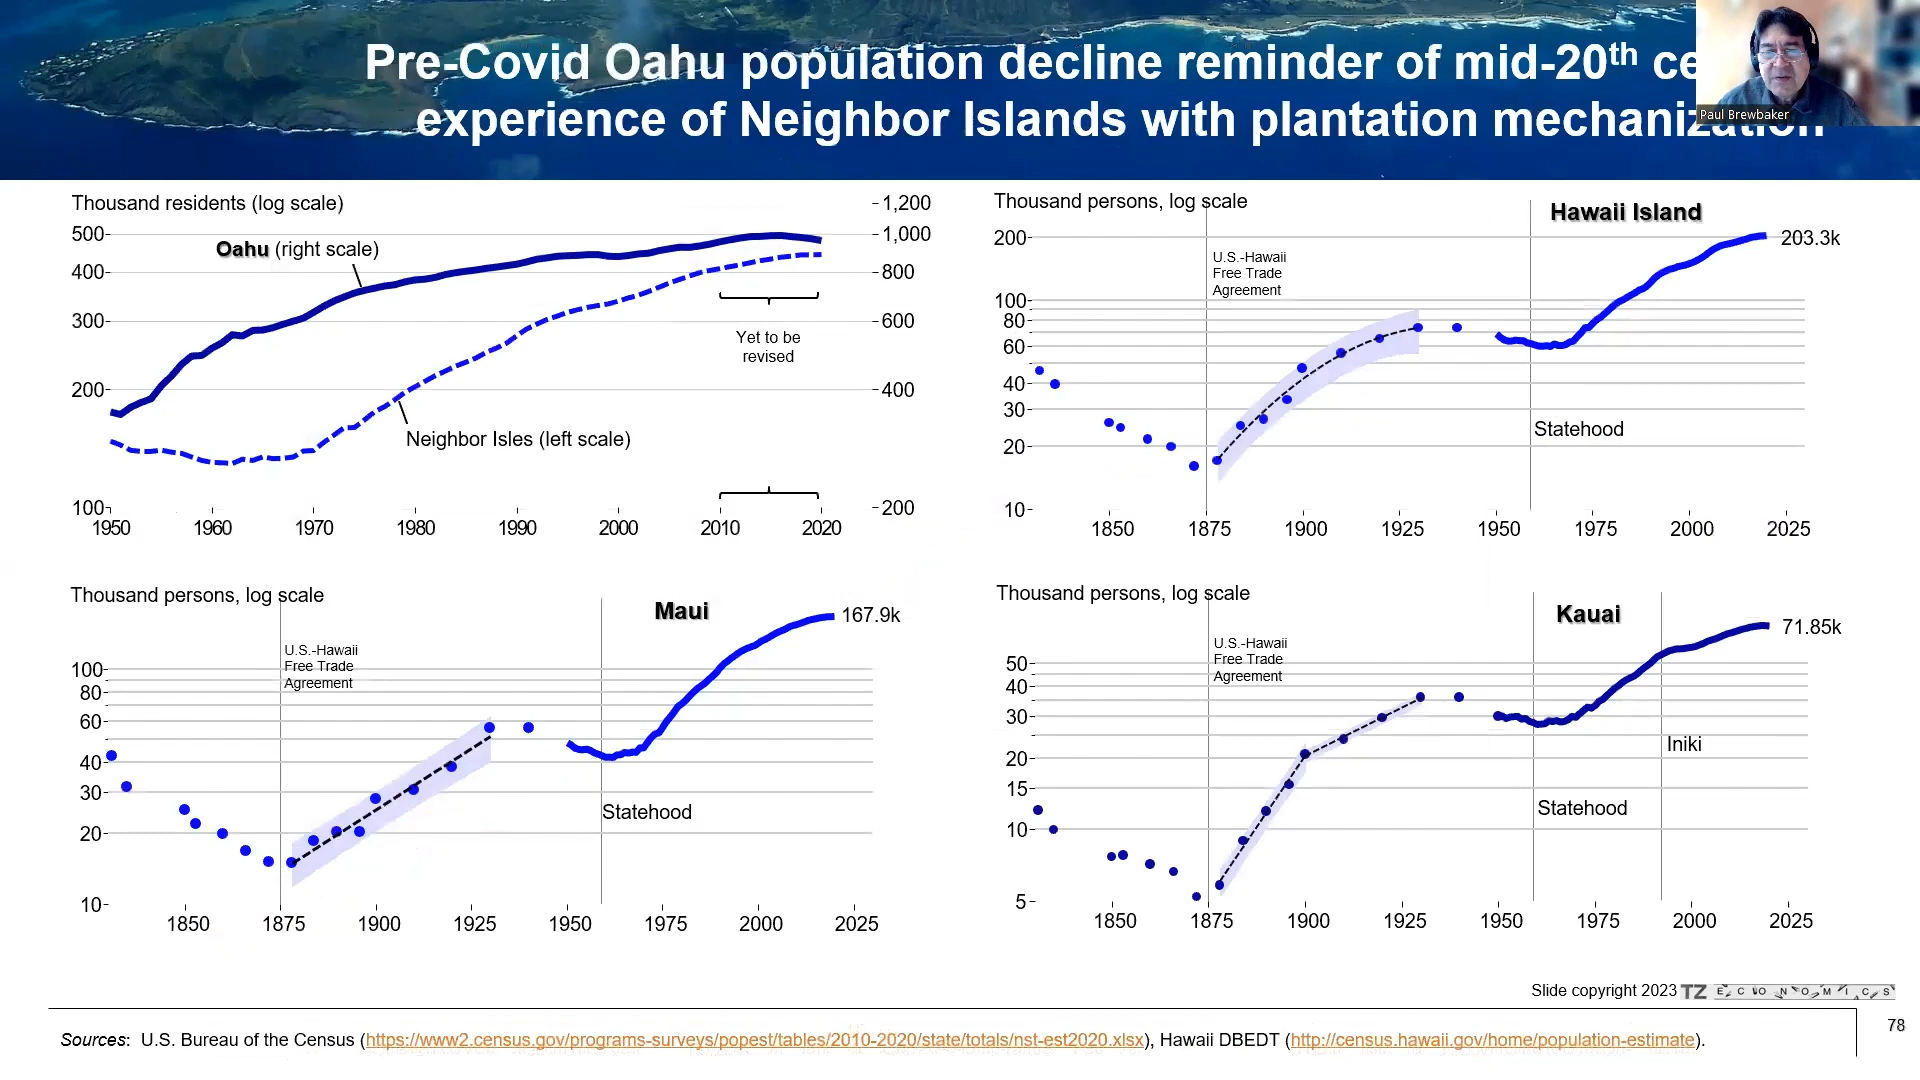 Pre-Covid Oahu population decline reminder of mid-20th ce
experience of Neighbor Islands with plantation mechanization
Paul Brewbaker
Thousand residents (log scale)
1,200
500
1,000
Oahu (right scale)
400
800
300
600
Yet to be
revised
200
400
Neighbor Isles (left scale)
100
200
1950 1960 1970 1980 1990 2000 2010 2020
Thousand persons, log scale
Hawaii Island
200
203.3k
U.S.-Hawaii
Free Trade
Agreement
100
80
60
40
30
Statehood
20
10
1850 1875 1900 1925 1950 1975 2000 2025
Thousand persons, log scale
Maui
167.9k
U.S.-Hawaii
Free Trade
Agreement
100
80
60
40
30
Statehood
20
10
1850 1875 1900 1925 1950 1975 2000 2025
Thousand persons, log scale
Kauai
71.85k
U.S.-Hawaii
Free Trade
Agreement
50
40
30
Iniki
20
15
Statehood
10
5
1850 1875 1900 1925 1950 1975 2000 2025
Slide copyright 2023 TZ ECONOMICS
78
Sources: U.S. Bureau of the Census (https://www2.census.gov/programs-surveys/popest/tables/2010-2020/state/totals/nst-est2020.xlsx), Hawaii DBEDT (http://census.hawaii.gov/home/population-estimate).